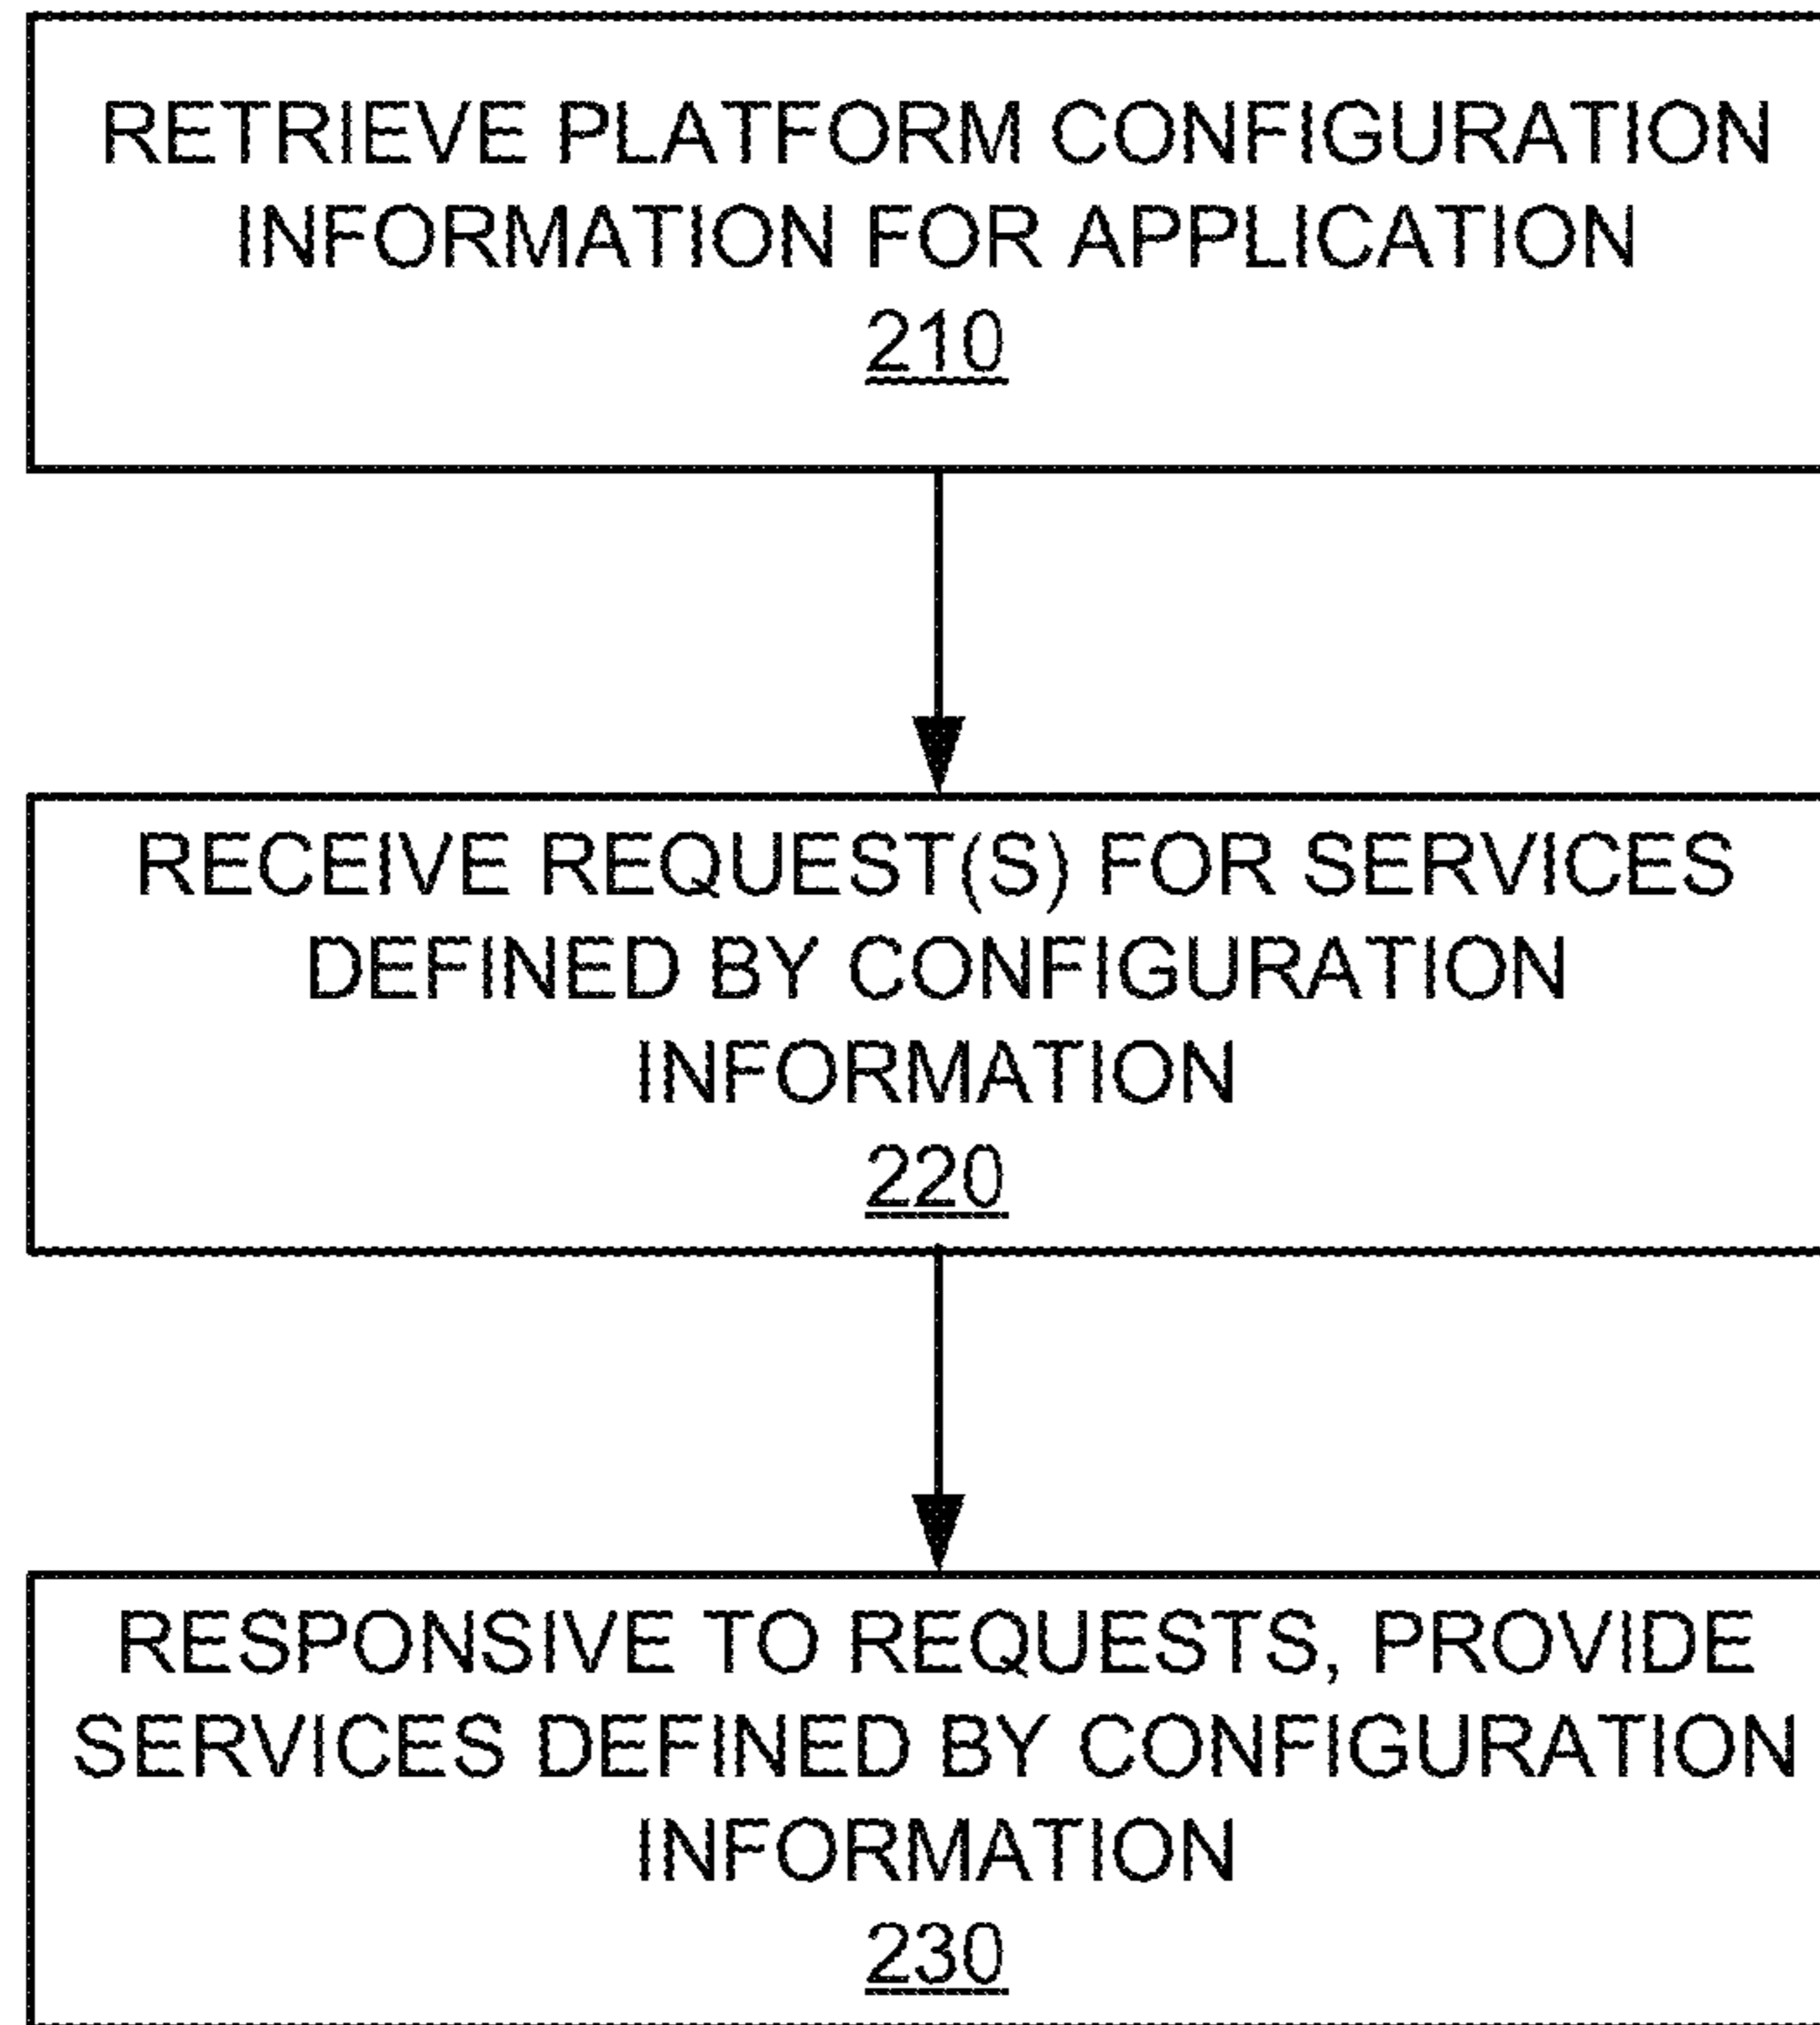 RETRIEVE PLATFORM CONFIGURATION
INFORMATION FOR APPLICATION
210
RECEIVE REQUEST(S) FOR SERVICES
DEFINED BY CONFIGURATION
INFORMATION
220
RESPONSIVE TO REQUESTS, PROVIDE
SERVICES DEFINED BY CONFIGURATION
INFORMATION
230